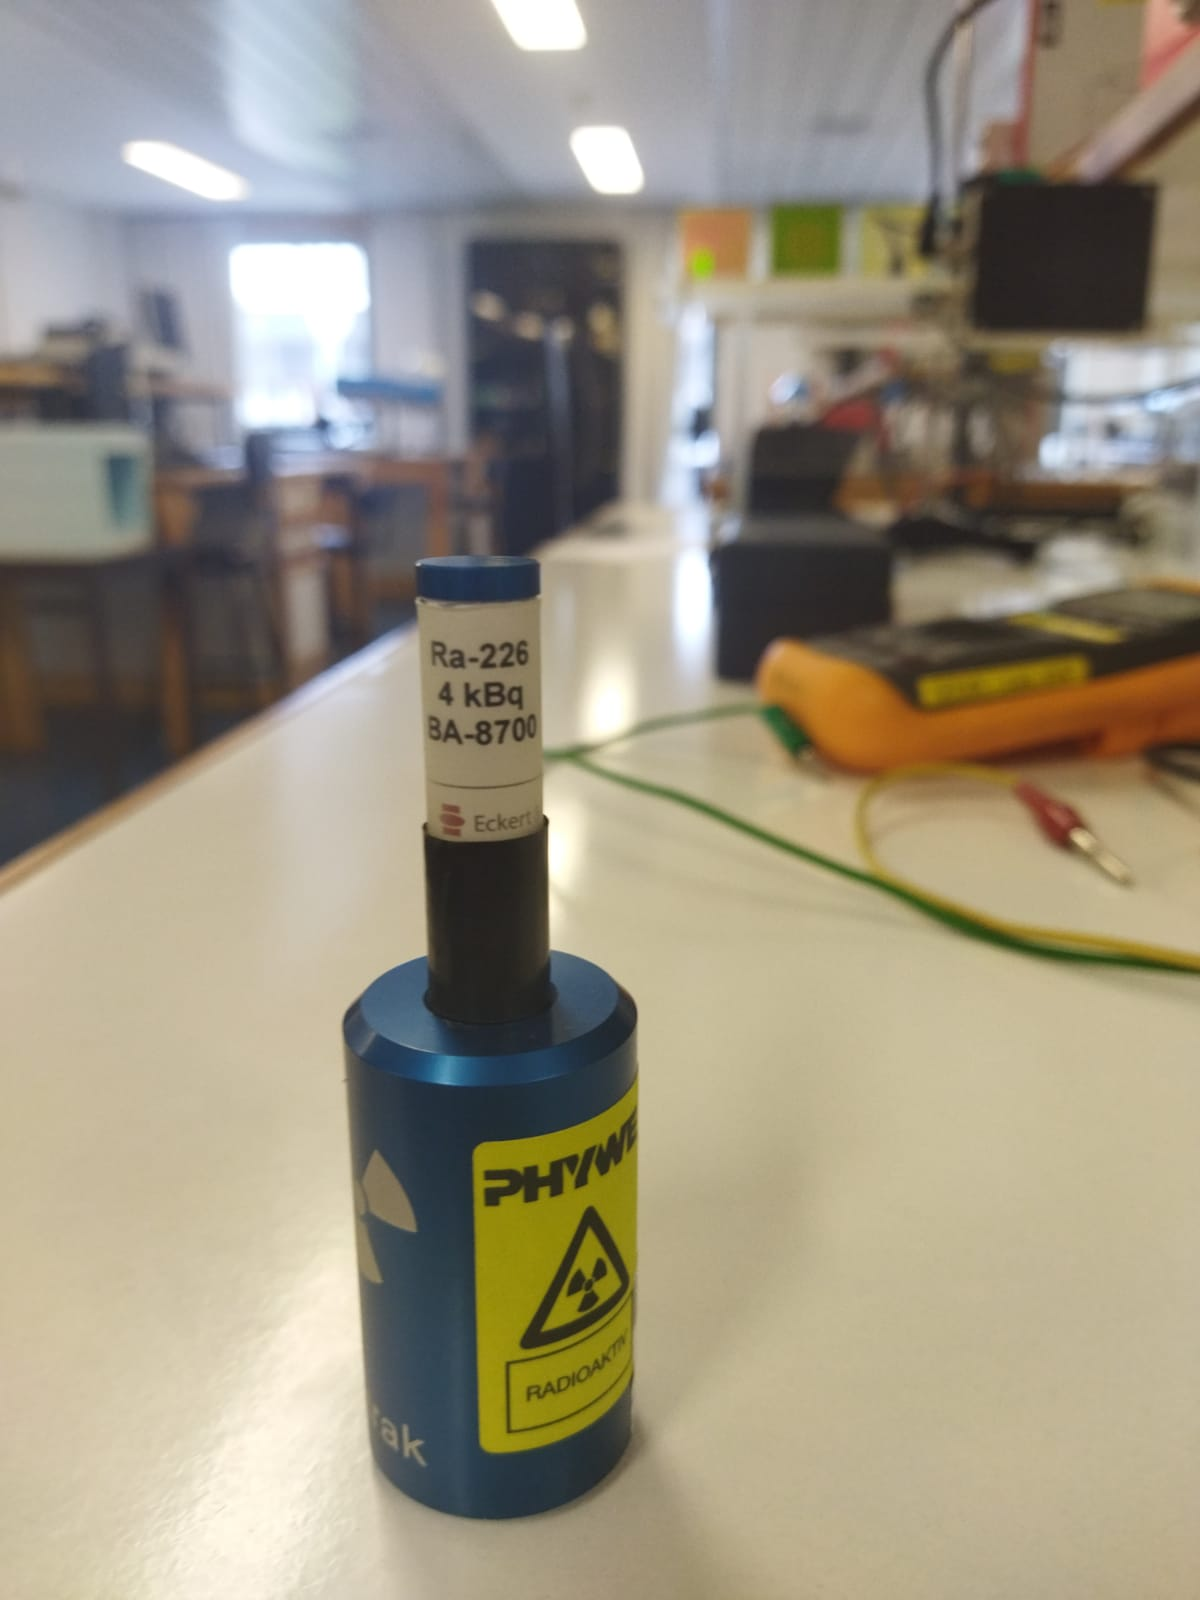 Ra-226
4 kBq
BA-8700
Eckert
PHYWE
RADIOAKTIV
rak